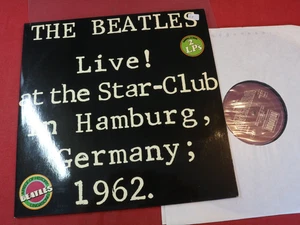 THE BEATLES
2
LPs
Live!
at the Star-Club
in Hamburg,
Germany;
1962.
BEATLES